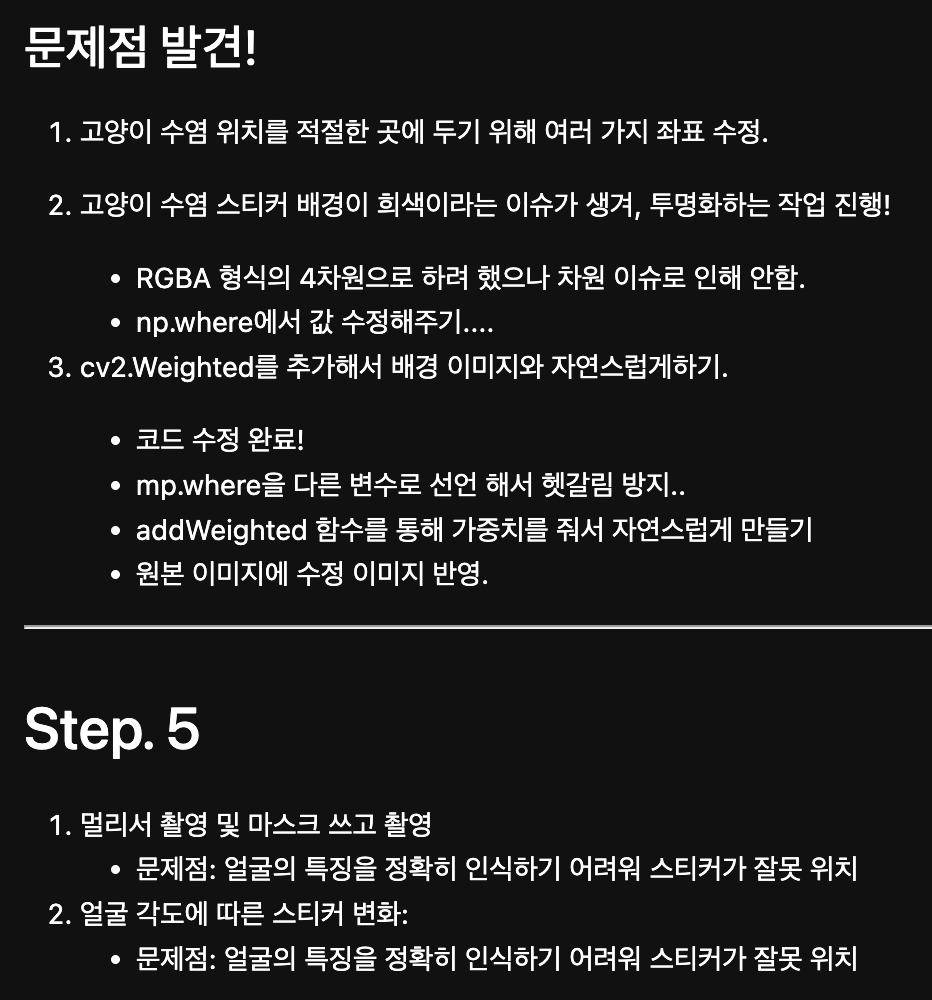 문제점 발견!
1. 고양이 수염 위치를 적절한 곳에 두기 위해 여러 가지 좌표 수정.
2. 고양이 수염 스티커 배경이 희색이라는 이슈가 생겨, 투명화하는 작업 진행!
• RGBA 형식의 4차원으로 하려 했으나 차원 이슈로 인해 안함.
• np.where에서 값 수정해주기....
3. cv2.Weighted를 추가해서 배경 이미지와 자연스럽게하기.
• 코드 수정 완료!
• mp.where을 다른 변수로 선언 해서 헷갈림 방지..
• addWeighted 함수를 통해 가중치를 줘서 자연스럽게 만들기
• 원본 이미지에 수정 이미지 반영.
Step. 5
1. 멀리서 촬영 및 마스크 쓰고 촬영
• 문제점: 얼굴의 특징을 정확히 인식하기 어려워 스티커가 잘못 위치
2. 얼굴 각도에 따른 스티커 변화:
• 문제점: 얼굴의 특징을 정확히 인식하기 어려워 스티커가 잘못 위치